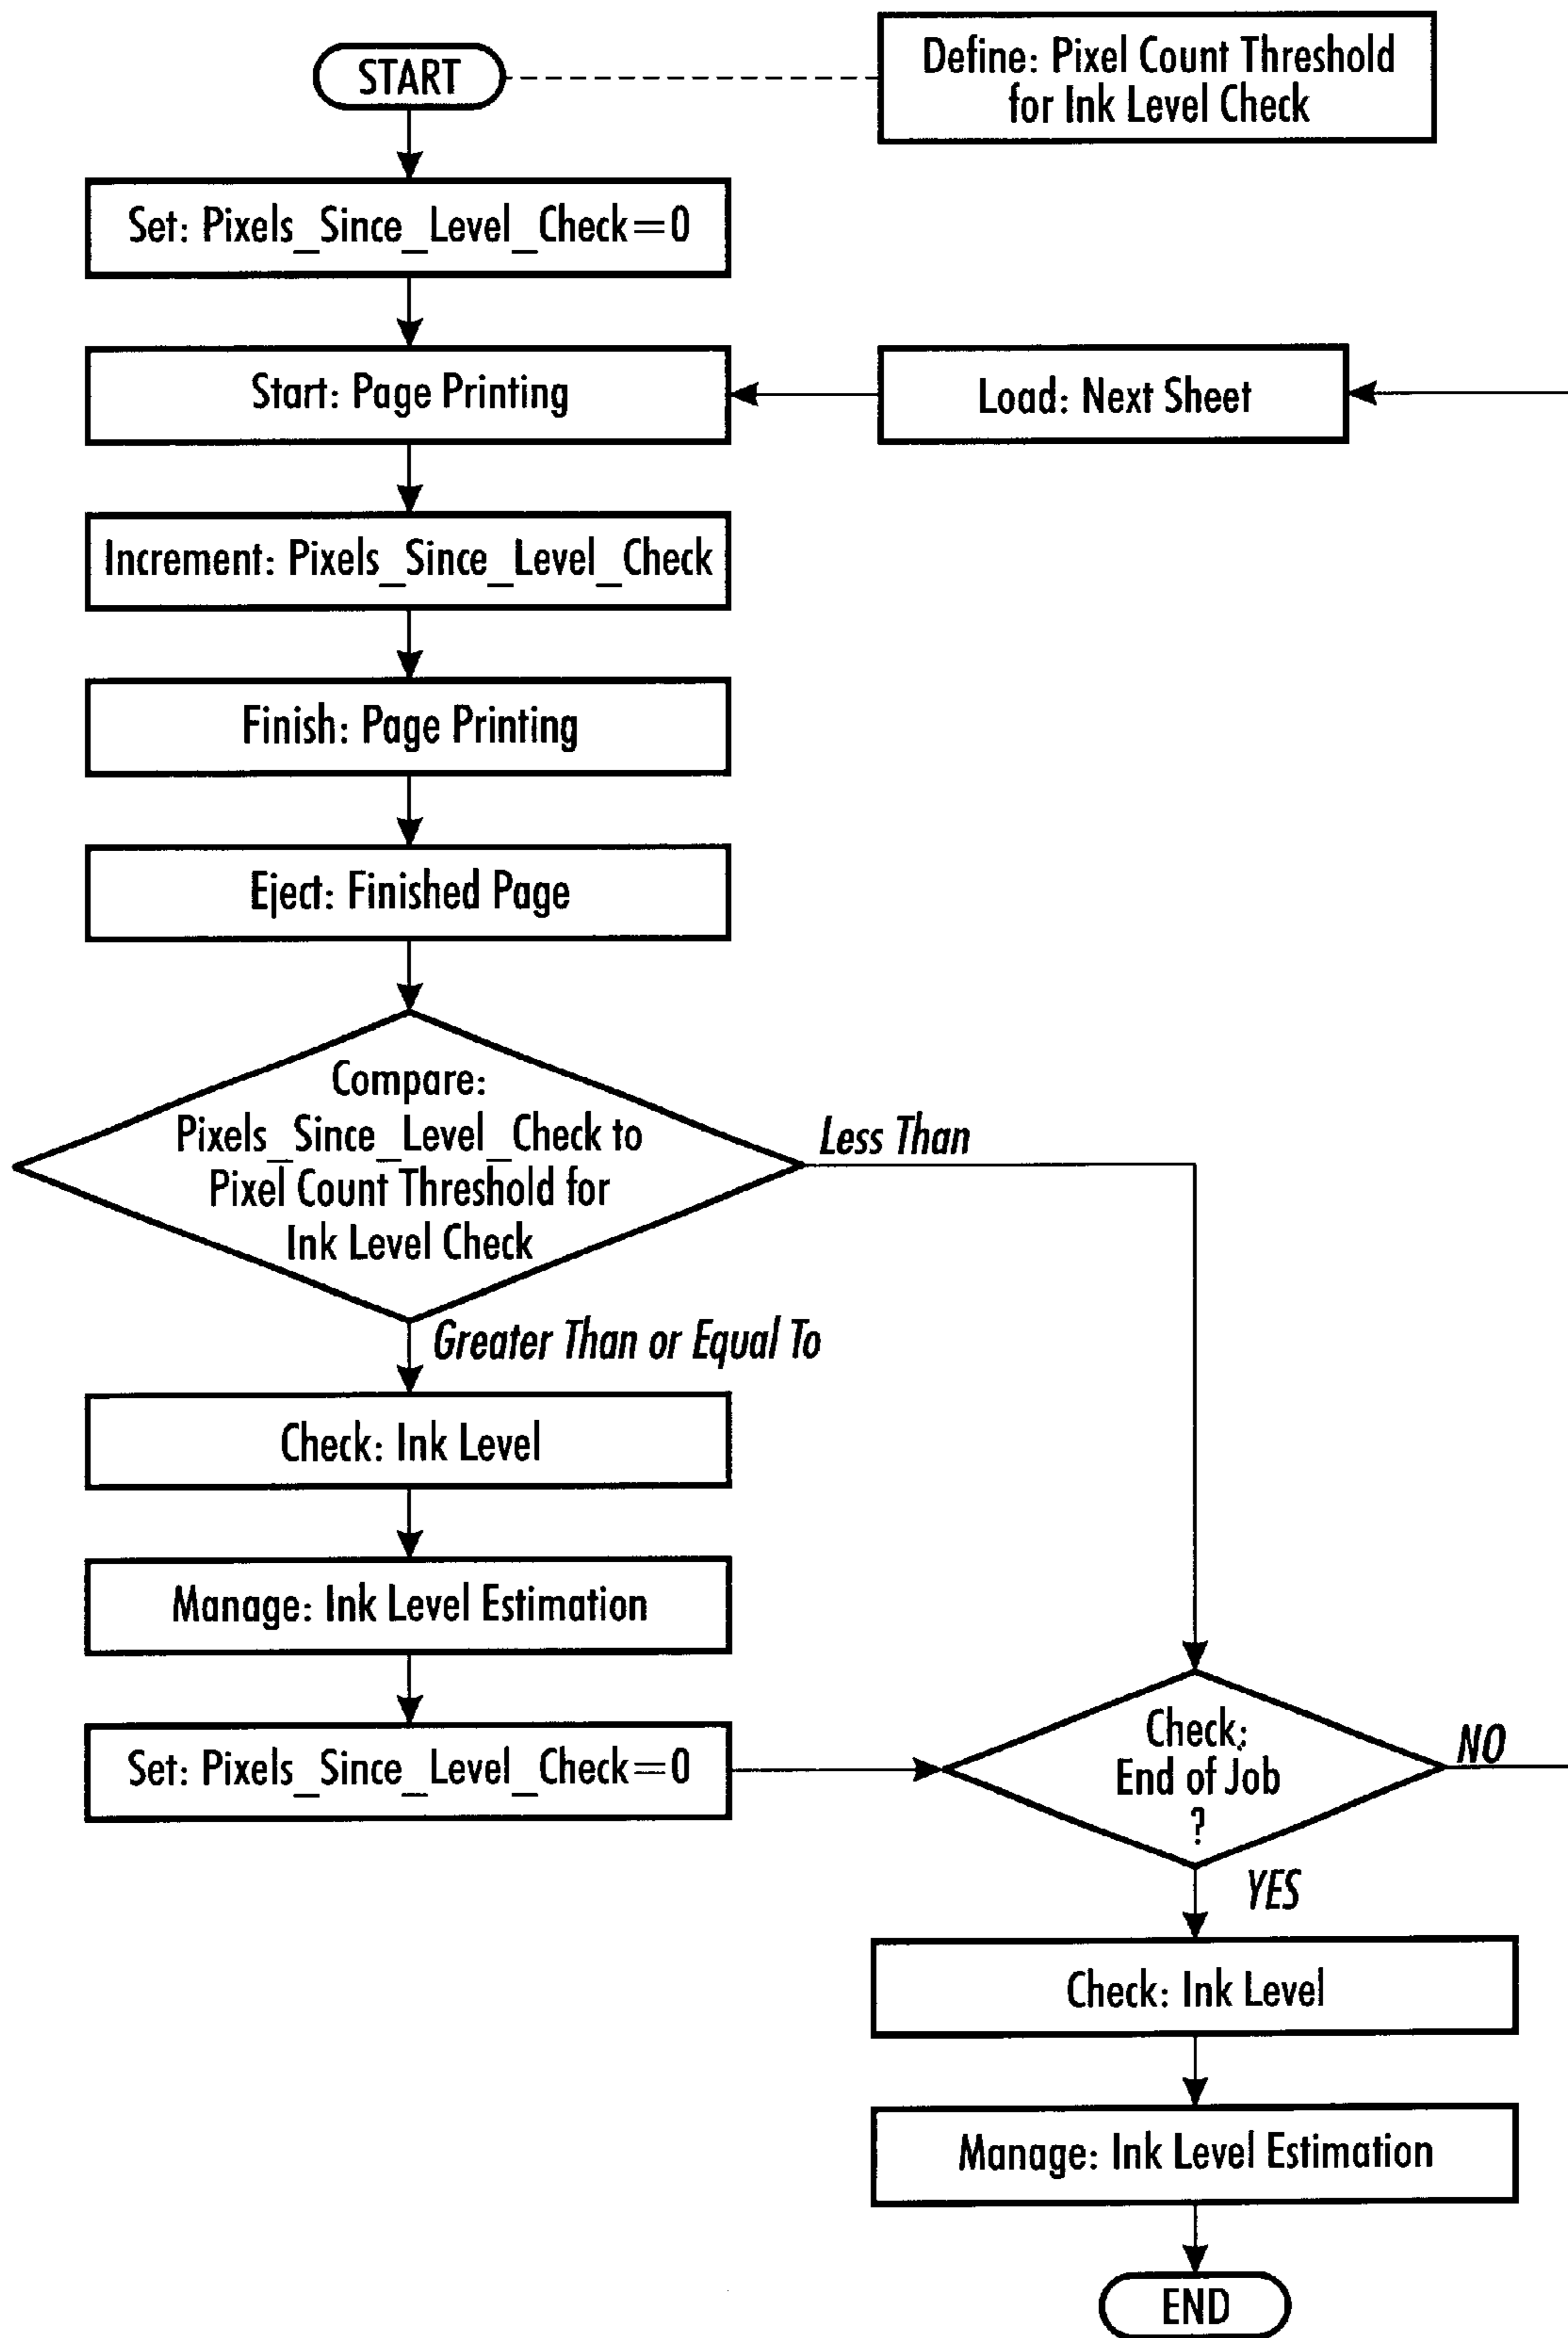 START
Define: Pixel Count Threshold
for Ink Level Check
Set: Pixels_Since_Level_Check=0
Start: Page Printing
Load: Next Sheet
Increment: Pixels_Since_Level_Check
Finish: Page Printing
Eject: Finished Page
Compare:
Pixels_Since_Level_Check to
Pixel Count Threshold for
Ink Level Check
Less Than
Greater Than or Equal To
Check: Ink Level
Manage: Ink Level Estimation
Set: Pixels_Since_Level_Check=0
Check:
End of Job
?
NO
YES
Check: Ink Level
Manage: Ink Level Estimation
END